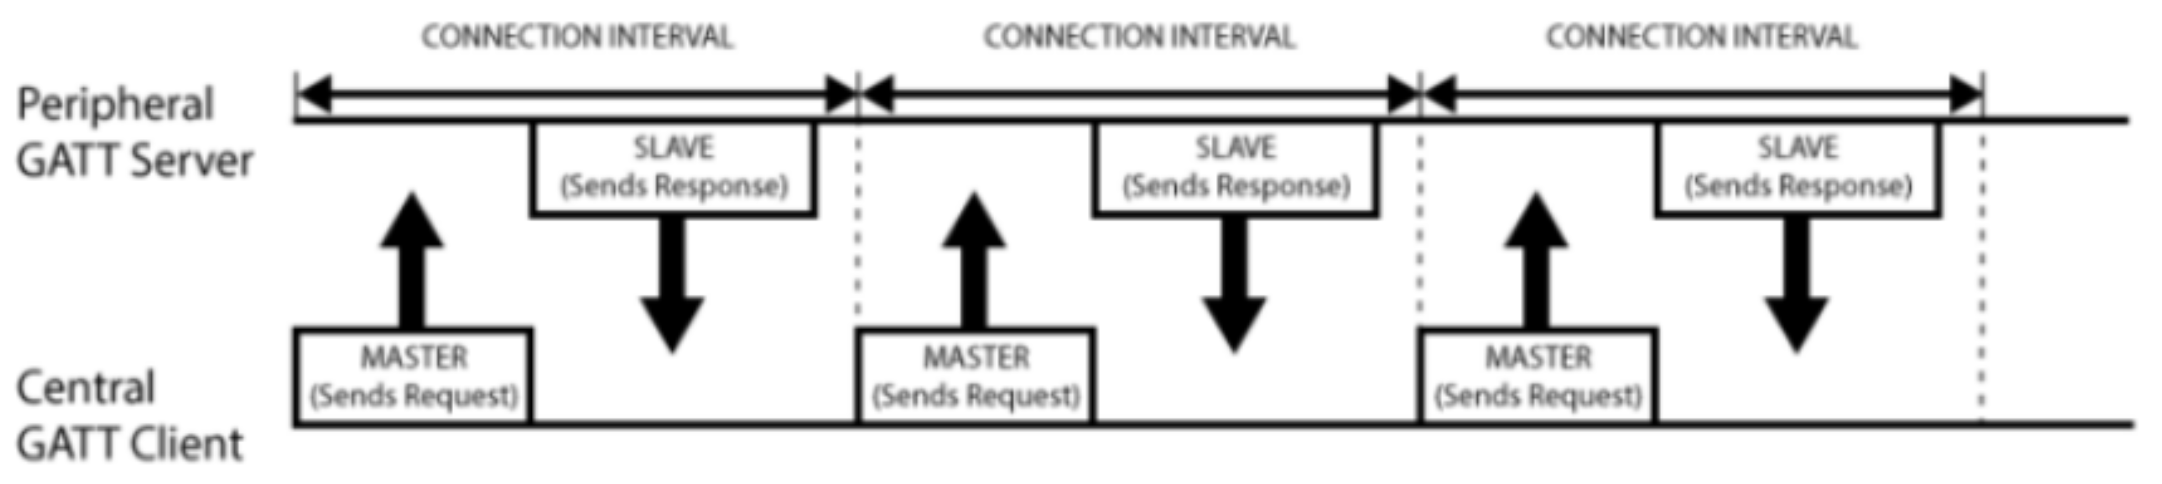 CONNECTION INTERVAL
CONNECTION INTERVAL
CONNECTION INTERVAL
Peripheral
GATT Server
SLAVE
(Sends Response)
SLAVE
(Sends Response)
SLAVE
(Sends Response)
MASTER
(Sends Request)
MASTER
(Sends Request)
MASTER
(Sends Request)
Central
GATT Client